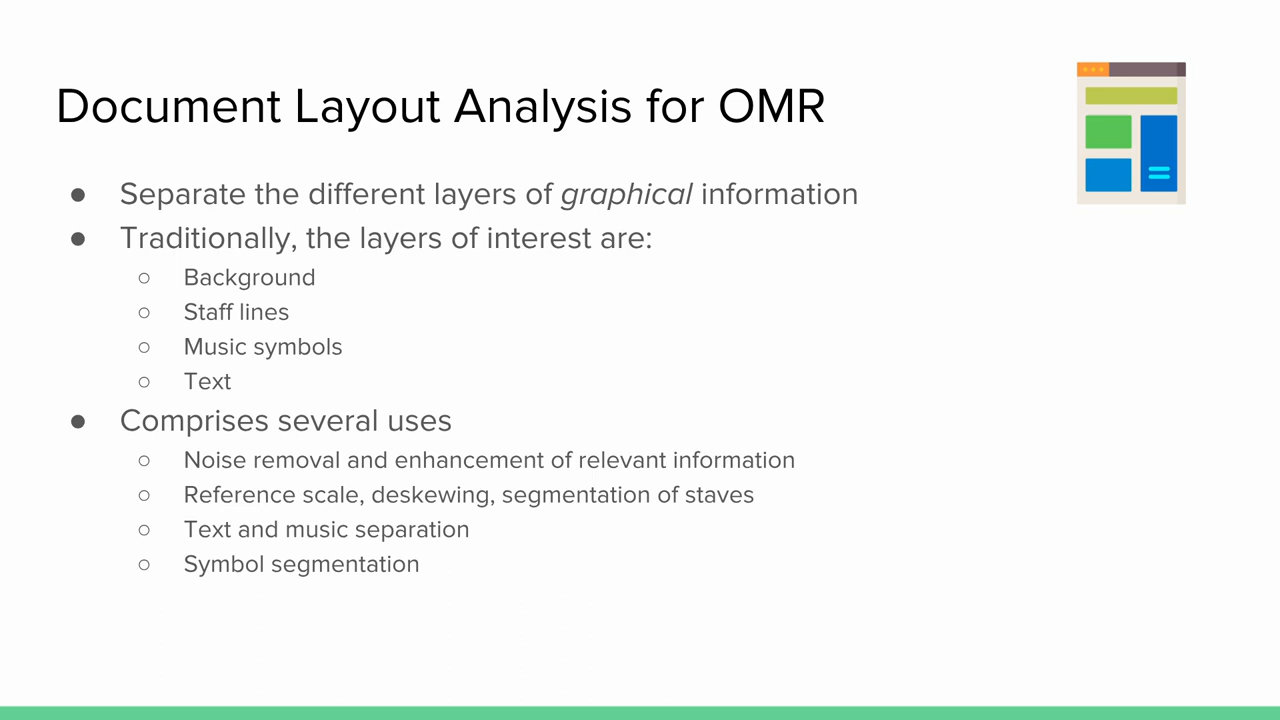 Document Layout Analysis for OMR
● Separate the different layers of graphical information
● Traditionally, the layers of interest are:
○ Background
○ Staff lines
○ Music symbols
○ Text
● Comprises several uses
○ Noise removal and enhancement of relevant information
○ Reference scale, deskewing, segmentation of staves
○ Text and music separation
○ Symbol segmentation